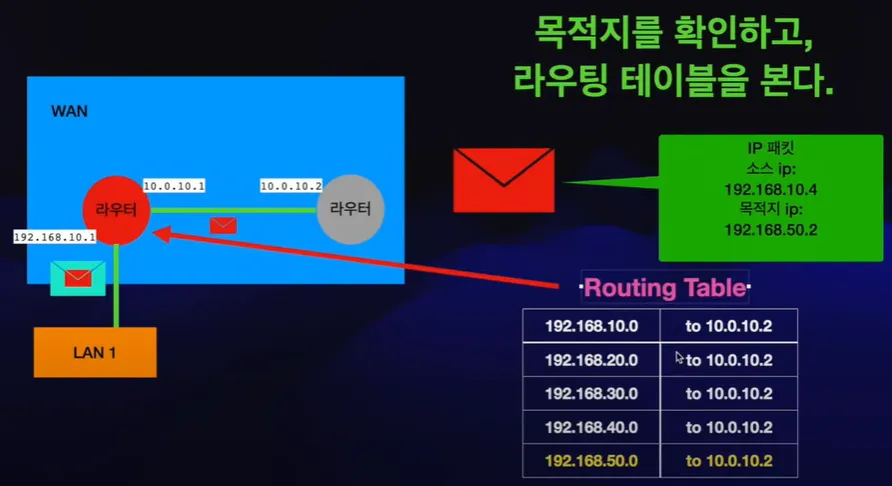 목적지를 확인하고,
라우팅 테이블을 본다.
WAN
10.0.10.1
10.0.10.2
라우터
라우터
192.168.10.1
LAN 1
IP 패킷
소스 ip:
192.168.10.4
목적지 ip:
192.168.50.2
Routing Table
192.168.10.0 to 10.0.10.2
192.168.20.0 to 10.0.10.2
192.168.30.0 to 10.0.10.2
192.168.40.0 to 10.0.10.2
192.168.50.0 to 10.0.10.2